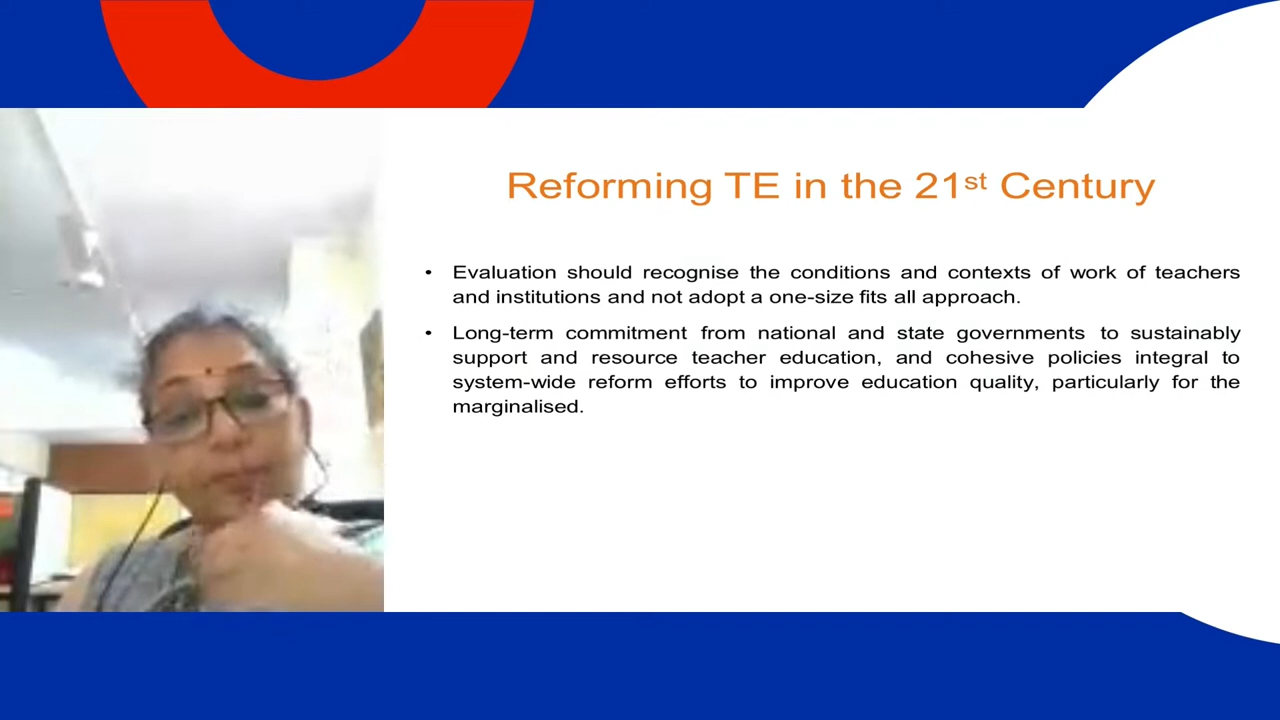 Reforming TE in the 21st Century
• Evaluation should recognise the conditions and contexts of work of teachers
and institutions and not adopt a one-size fits all approach.
• Long-term commitment from national and state governments to sustainably
support and resource teacher education, and cohesive policies integral to
system-wide reform efforts to improve education quality, particularly for the
marginalised.